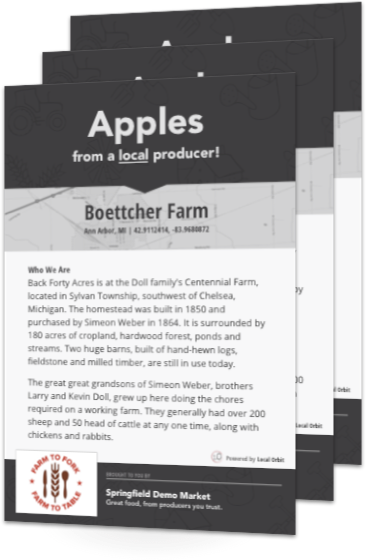 Apples
from a local producer!
Boettcher Farm
Ann Arbor, MI | 42.9112414, -83.9680872
Who We Are
Back Forty Acres is at the Doll family's Centennial Farm,
located in Sylvan Township, southwest of Chelsea,
Michigan. The homestead was built in 1850 and
purchased by Simeon Weber in 1864. It is surrounded by
180 acres of cropland, hardwood forest, ponds and
streams. Two huge barns, built of hand-hewn logs,
fieldstone and milled timber, are still in use today.
The great great grandsons of Simeon Weber, brothers
Larry and Kevin Doll, grew up here doing the chores
required on a working farm. They generally had over 200
sheep and 50 head of cattle at any one time, along with
chickens and rabbits.
Powered by Local Orbit
FARM TO FORK
FARM TO TABLE
BROUGHT TO YOU BY
Springfield Demo Market
Great food, from producers you trust.
by
00
Orbit
Orbit